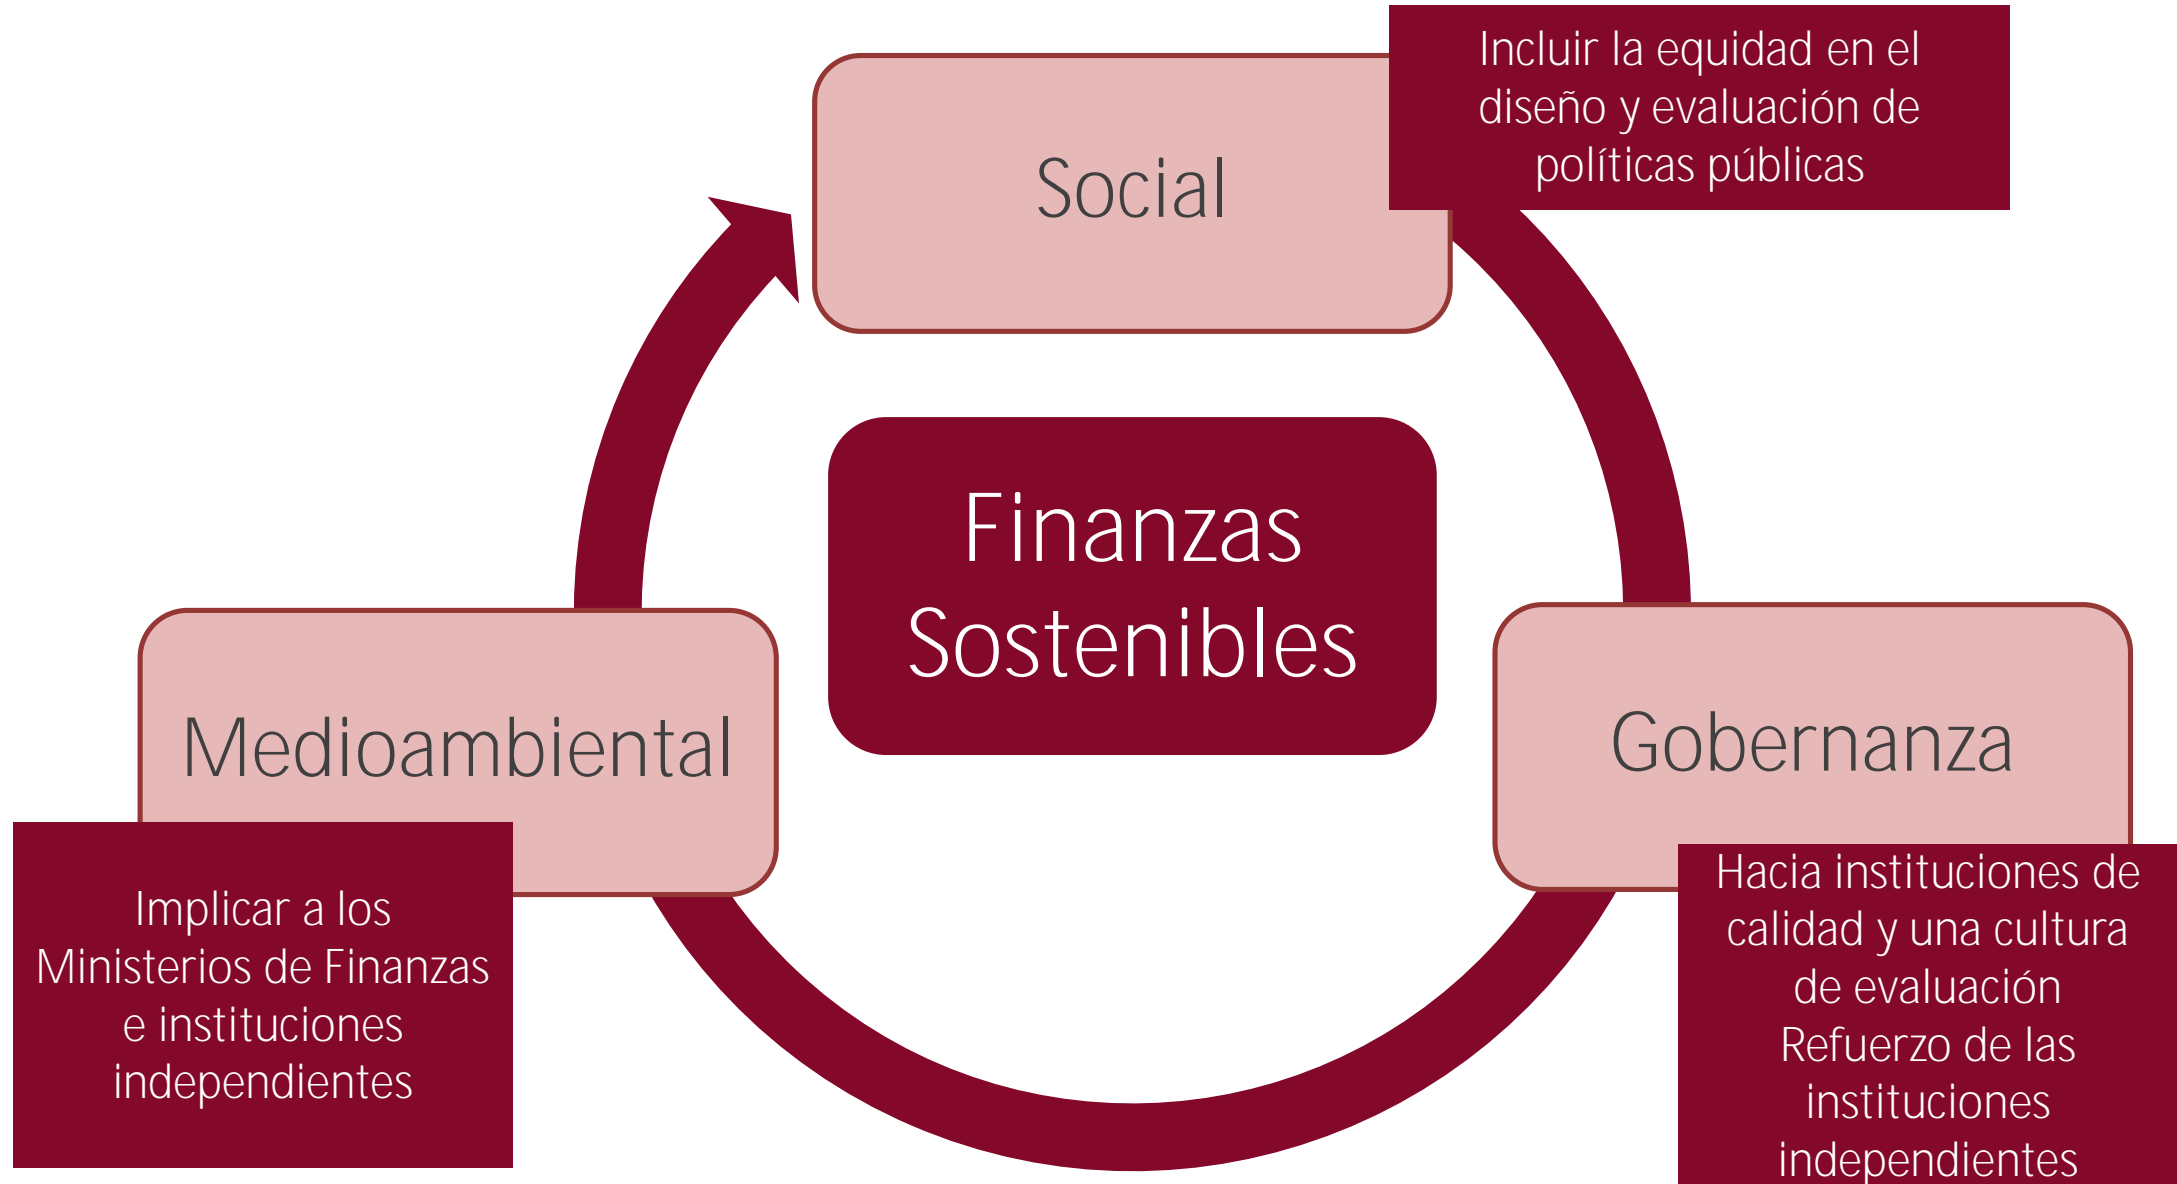 Incluir la equidad en el
diseño y evaluación de
políticas públicas
Social
Finanzas
Sostenibles
Medioambiental
Gobernanza
Implicar a los
Ministerios de Finanzas
e instituciones
independientes
Hacia instituciones de
calidad y una cultura
de evaluación
Refuerzo de las
instituciones
independientes